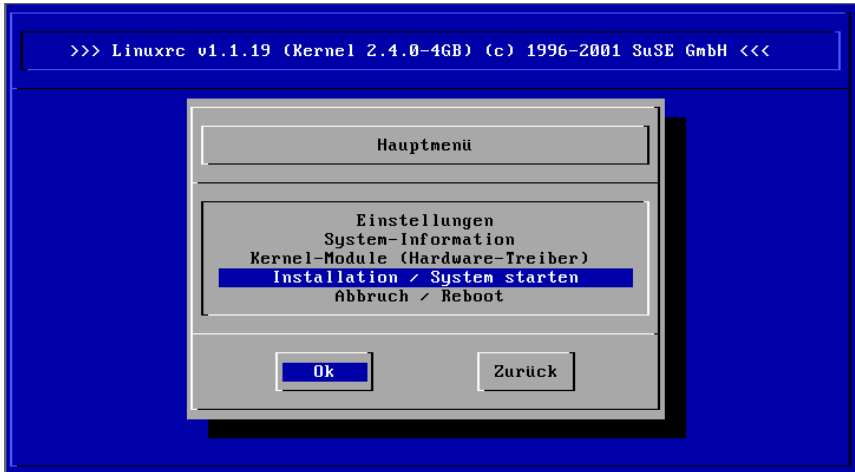 >>> Linuxrc v1.1.19 (Kernel 2.4.0-4GB) (c) 1996-2001 SuSE GmbH <<<
Hauptmenü
Einstellungen
System-Information
Kernel-Module (Hardware-Treiber)
Installation / System starten
Abbruch / Reboot
Ok Zurück